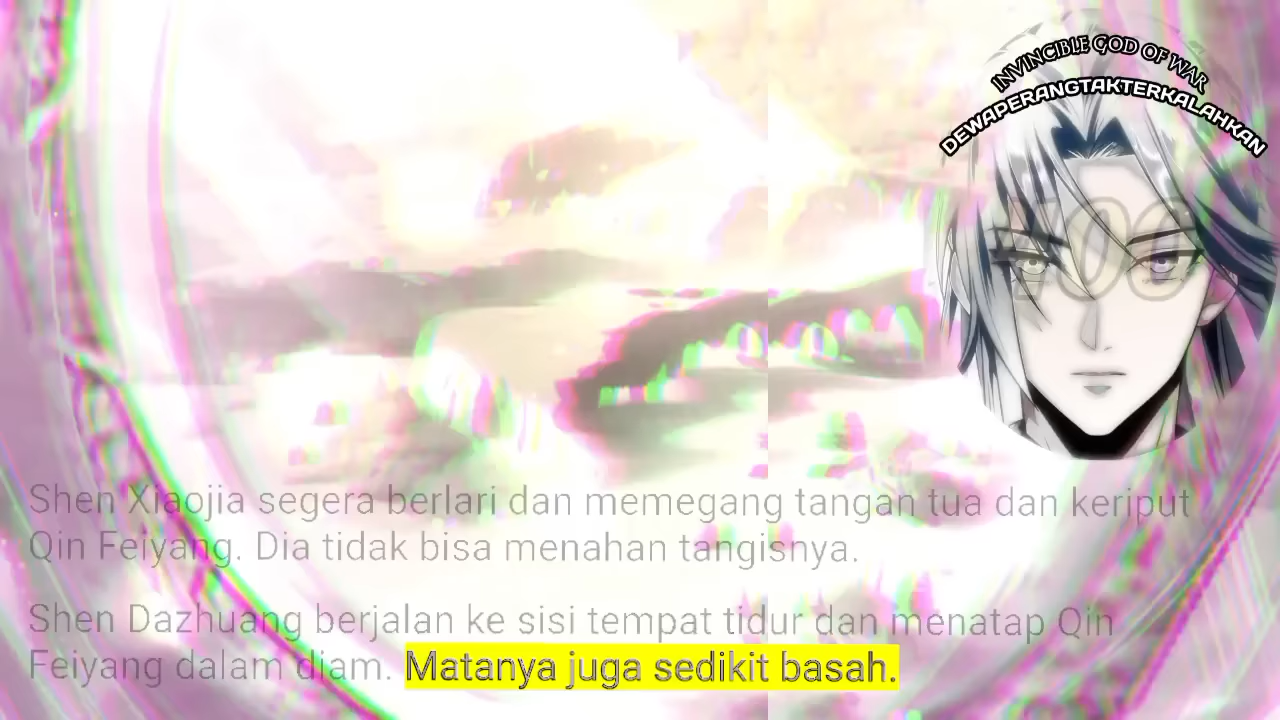 INVINCIBLE GOD OF WAR
DEWAPERANGTAKTERKALAHKAN
Shen Xiaojia segera berlari dan memegang tangan tua dan keriput
Qin Feiyang. Dia tidak bisa menahan tangisnya.
Shen Dazhuang berjalan ke sisi tempat tidur dan menatap Qin
Feiyang dalam diam. Matanya juga sedikit basah.